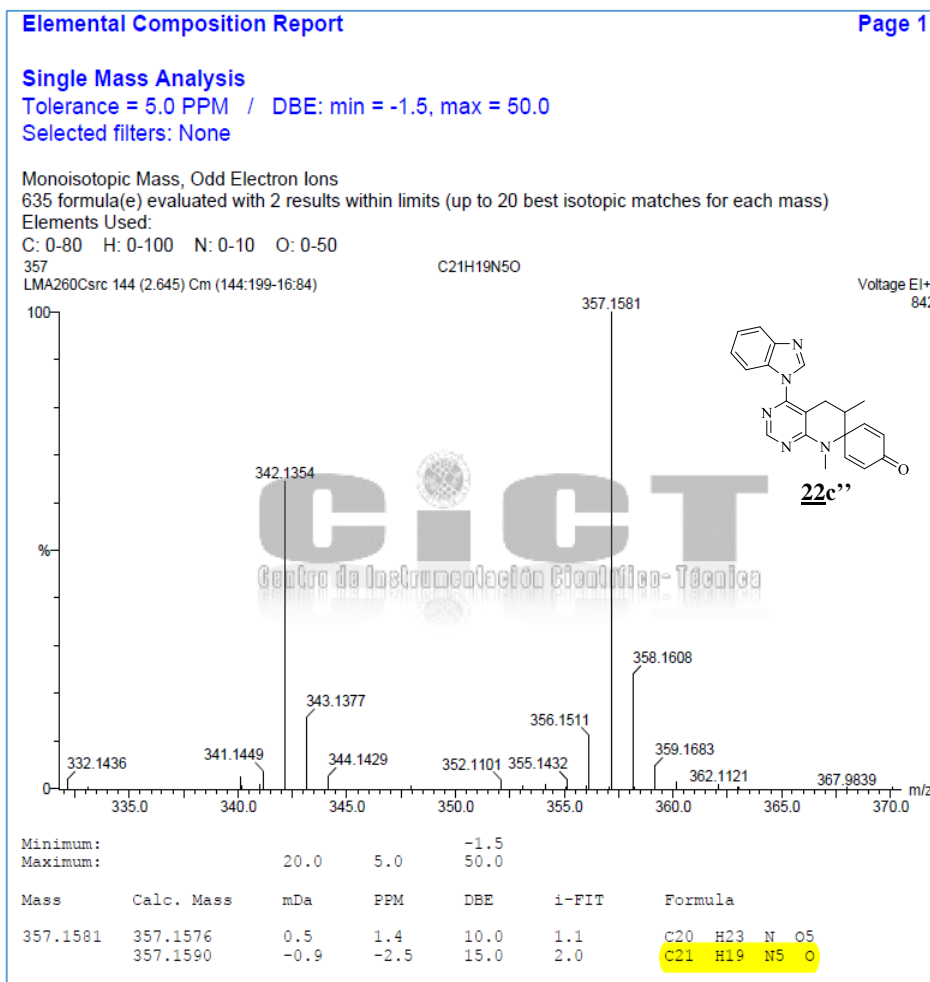 Elemental Composition Report Page 1
Single Mass Analysis
Tolerance = 5.0 PPM / DBE: min = -1.5, max = 50.0
Selected filters: None
Monoisotopic Mass, Odd Electron Ions
635 formula(e) evaluated with 2 results within limits (up to 20 best isotopic matches for each mass)
Elements Used:
C: 0-80 H: 0-100 N: 0-10 O: 0-50
357 C21H19N5O
LMA260Csrc 144 (2.645) Cm (144:199-16:84) Voltage EI+
842
100
357.1581
N
N
N
N
N
O
22c’’
342.1354
%
CiCT
Centro de Instrumentación Científico- Técnica
358.1608
343.1377
356.1511
332.1436
341.1449
344.1429
352.1101
355.1432
359.1683
362.1121
367.9839
0
m/z
335.0 340.0 345.0 350.0 355.0 360.0 365.0 370.0
Minimum: -1.5
Maximum: 20.0 5.0 50.0
Mass Calc. Mass mDa PPM DBE i-FIT Formula
357.1581 357.1576 0.5 1.4 10.0 1.1 C20 H23 N O5
357.1590 -0.9 -2.5 15.0 2.0 C21 H19 N5 O